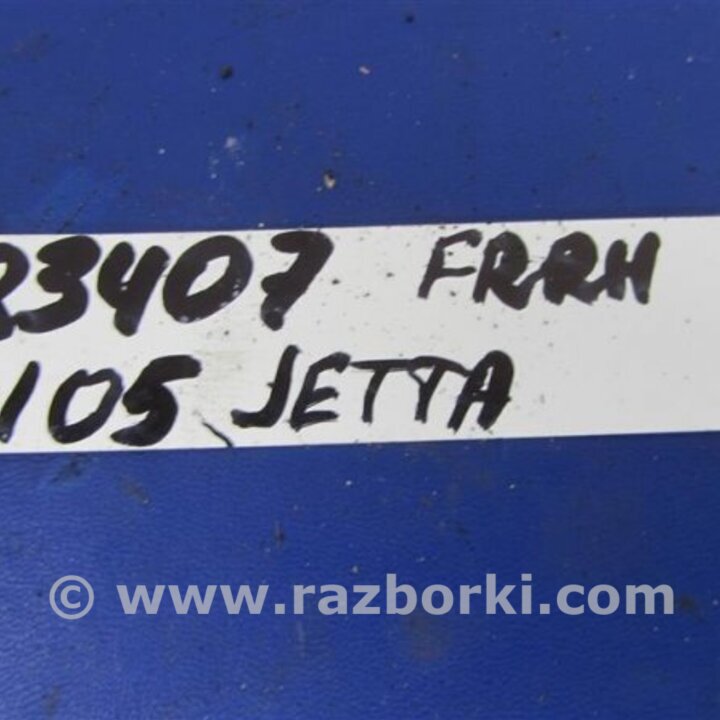 23407 FRRH
105 JETTA
© www.razborki.com